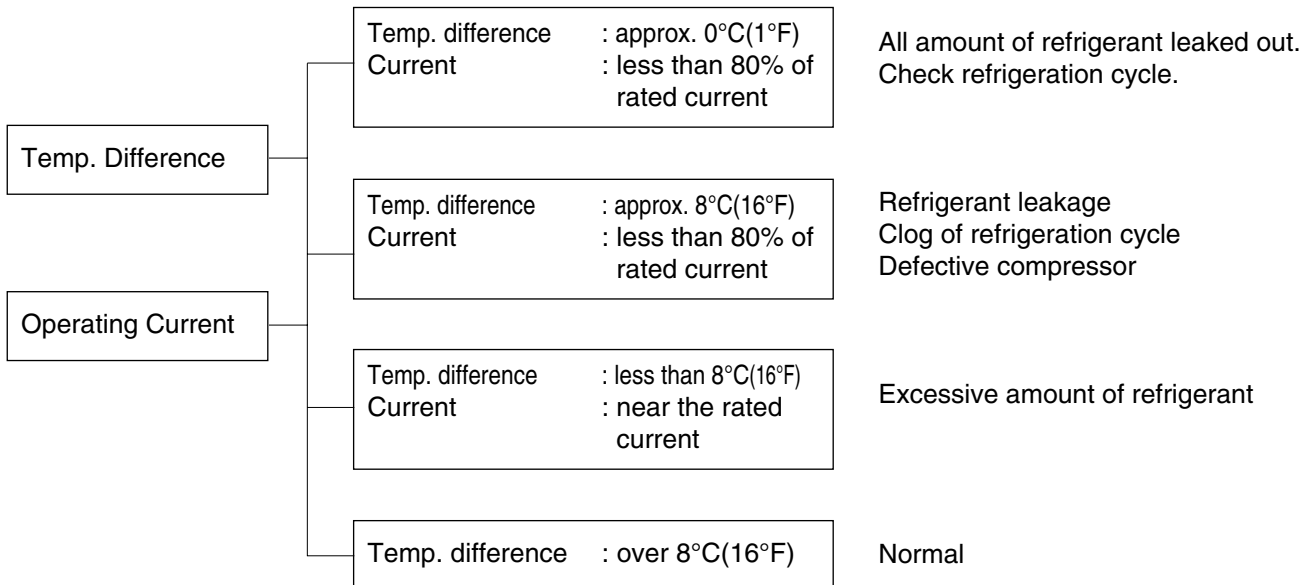 Temp. Difference
Operating Current
Temp. difference : approx. 0°C(1°F)
Current : less than 80% of
rated current
All amount of refrigerant leaked out.
Check refrigeration cycle.
Temp. difference : approx. 8°C(16°F)
Current : less than 80% of
rated current
Refrigerant leakage
Clog of refrigeration cycle
Defective compressor
Temp. difference : less than 8°C(16°F)
Current : near the rated
current
Excessive amount of refrigerant
Temp. difference : over 8°C(16°F)
Normal